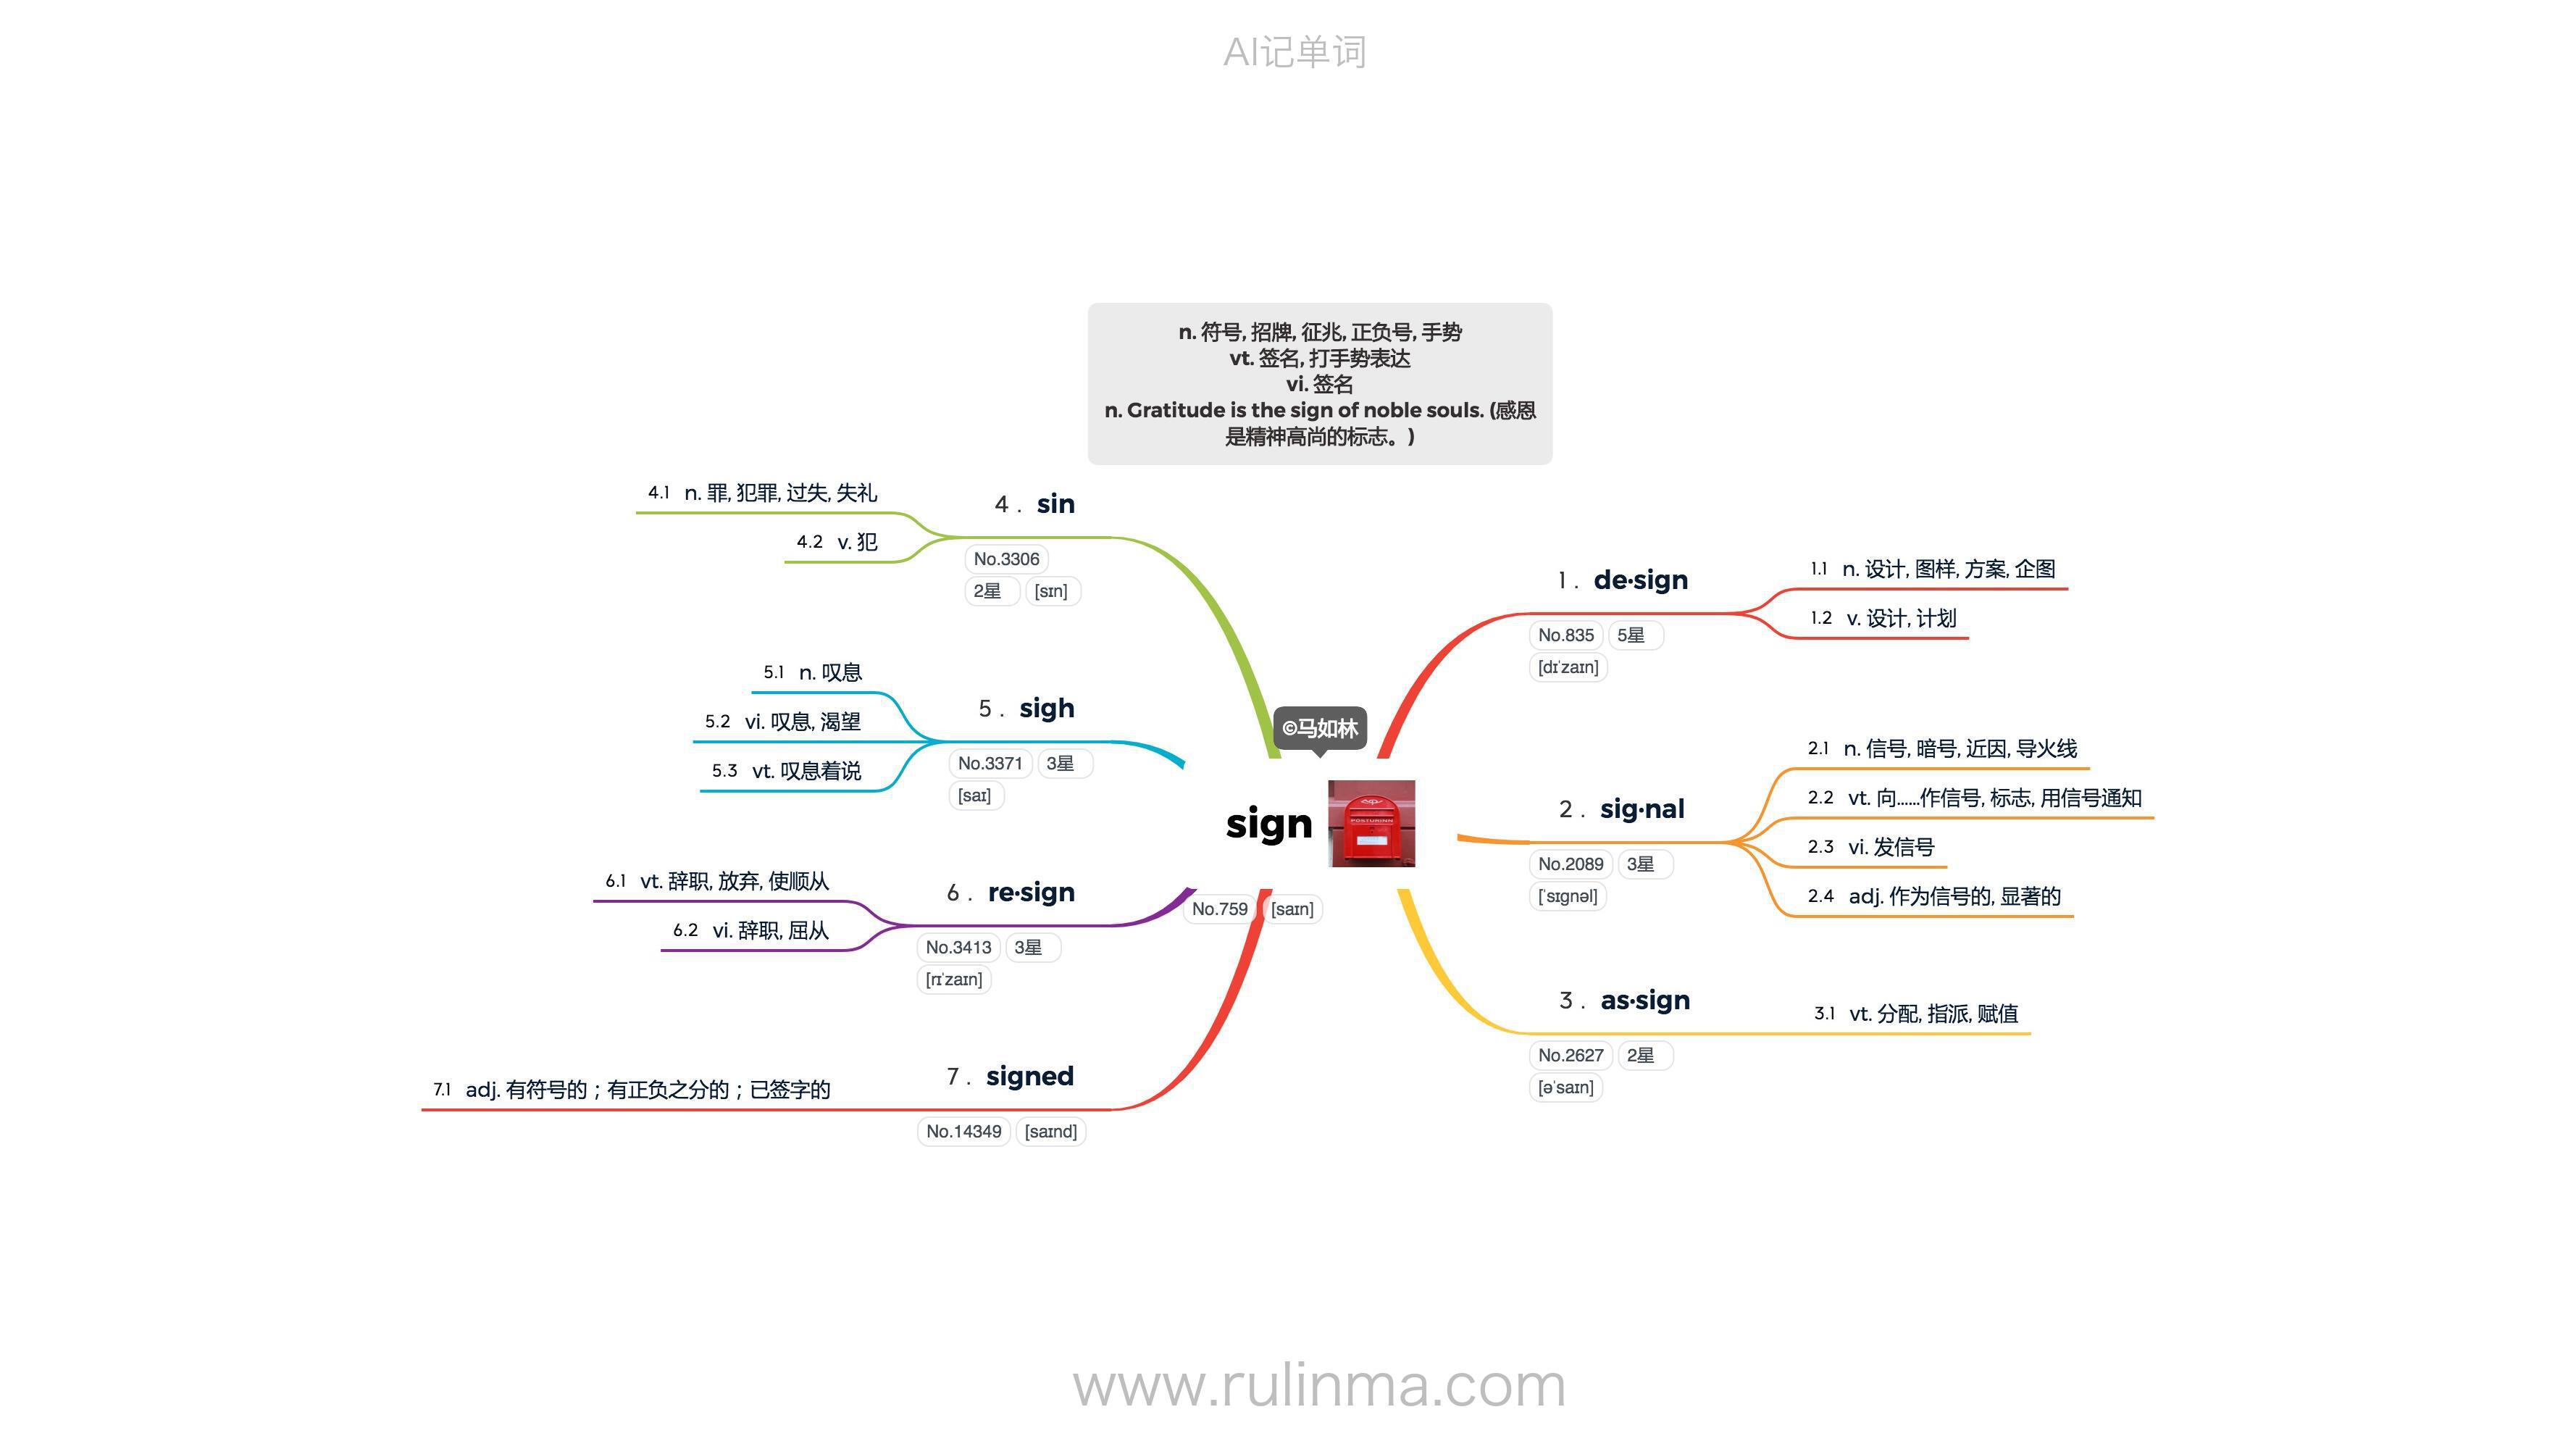 AI记单词
n. 符号, 招牌, 征兆, 正负号, 手势
vt. 签名, 打手势表达
vi. 签名
n. Gratitude is the sign of noble souls. (感恩
是精神高尚的标志。)
©马如林
sign
POSTURINN
No.759 [saɪn]
1 . de·sign
No.835 5星
[dɪˈzaɪn]
1.1 n. 设计, 图样, 方案, 企图
1.2 v. 设计, 计划
2 . sig·nal
No.2089 3星
[ˈsɪgnəl]
2.1 n. 信号, 暗号, 近因, 导火线
2.2 vt. 向......作信号, 标志, 用信号通知
2.3 vi. 发信号
2.4 adj. 作为信号的, 显著的
3 . as·sign
No.2627 2星
[əˈsaɪn]
3.1 vt. 分配, 指派, 赋值
4 . sin
No.3306
2星 [sɪn]
4.1 n. 罪, 犯罪, 过失, 失礼
4.2 v. 犯
5 . sigh
No.3371 3星
[saɪ]
5.1 n. 叹息
5.2 vi. 叹息, 渴望
5.3 vt. 叹息着说
6 . re·sign
No.3413 3星
[rɪˈzaɪn]
6.1 vt. 辞职, 放弃, 使顺从
6.2 vi. 辞职, 屈从
7 . signed
No.14349 [saɪnd]
7.1 adj. 有符号的；有正负之分的；已签字的
www.rulinma.com